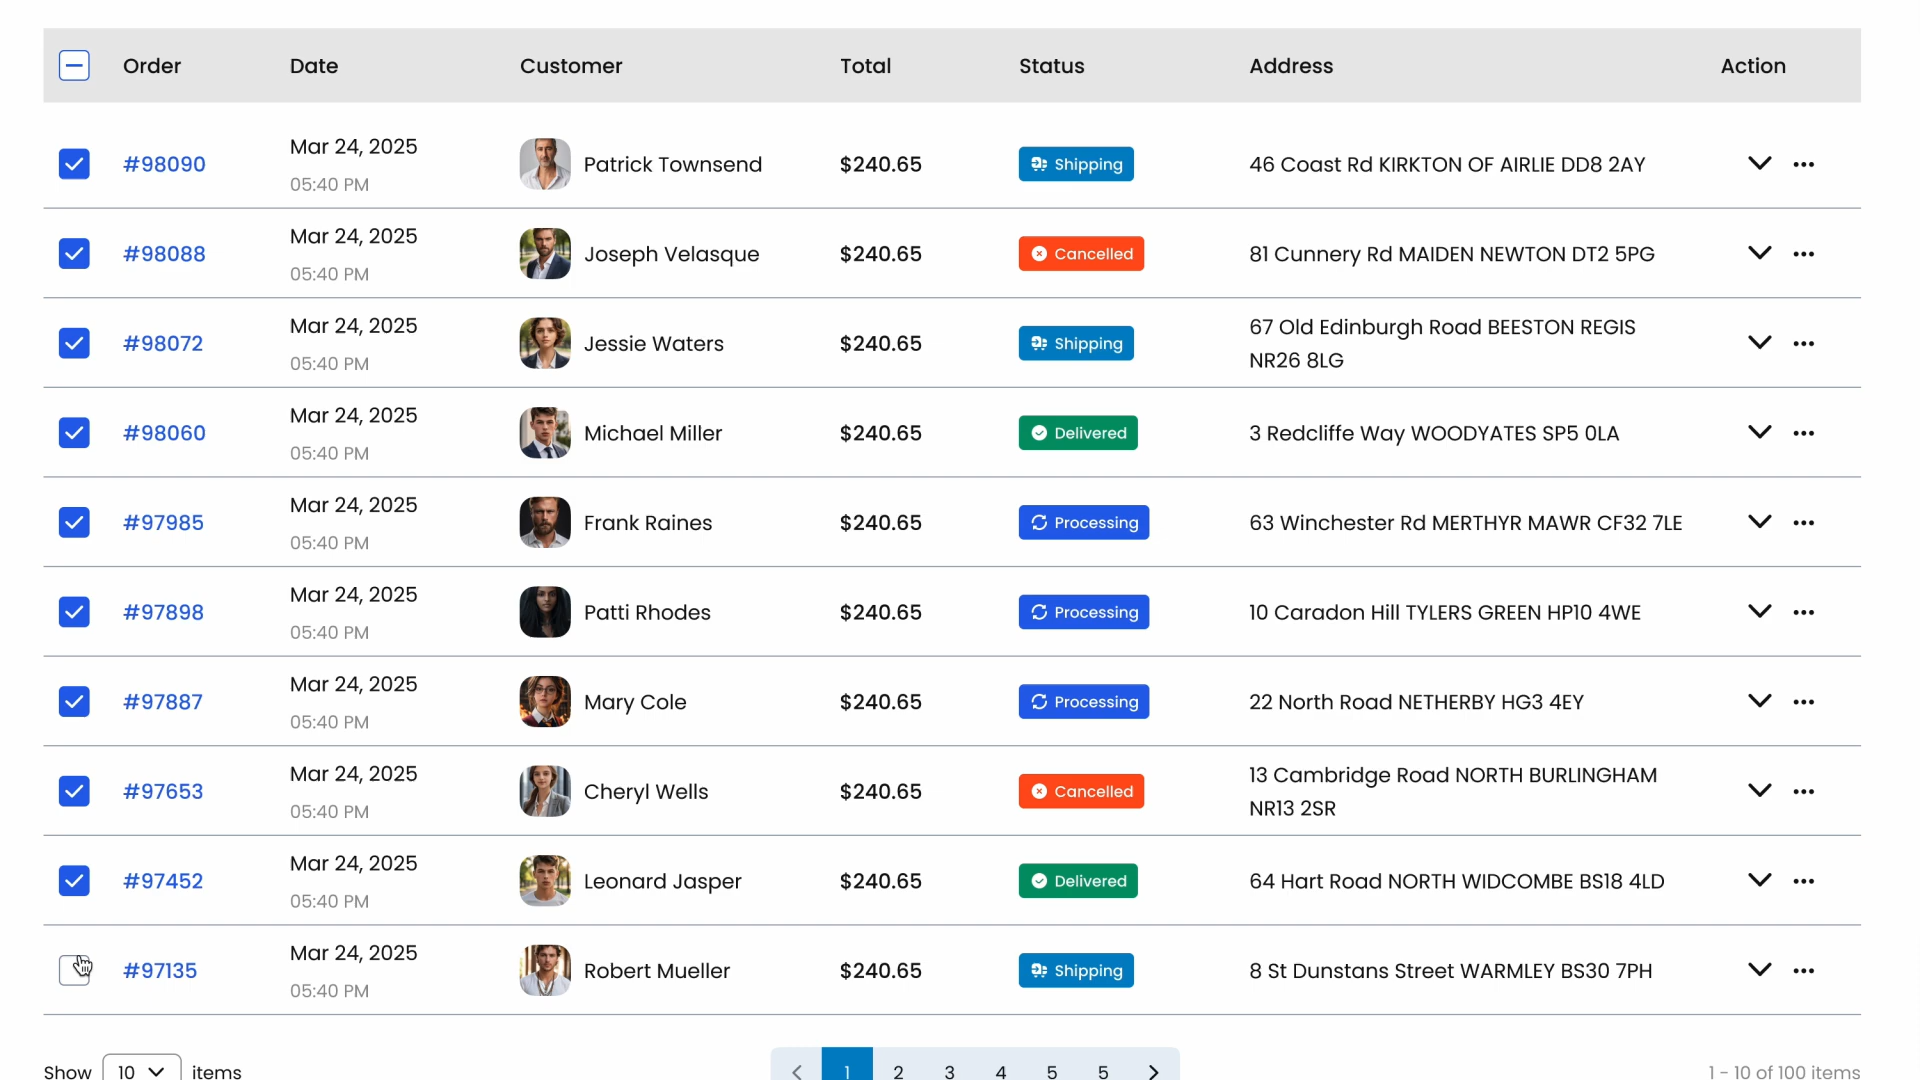 Order Date Customer Total Status Address Action
#98090 Mar 24, 2025 05:40 PM Patrick Townsend $240.65 Shipping 46 Coast Rd KIRKTON OF AIRLIE DD8 2AY
#98088 Mar 24, 2025 05:40 PM Joseph Velasque $240.65 Cancelled 81 Cunnery Rd MAIDEN NEWTON DT2 5PG
#98072 Mar 24, 2025 05:40 PM Jessie Waters $240.65 Shipping 67 Old Edinburgh Road BEESTON REGIS NR26 8LG
#98060 Mar 24, 2025 05:40 PM Michael Miller $240.65 Delivered 3 Redcliffe Way WOODYATES SP5 0LA
#97985 Mar 24, 2025 05:40 PM Frank Raines $240.65 Processing 63 Winchester Rd MERTHYR MAWR CF32 7LE
#97898 Mar 24, 2025 05:40 PM Patti Rhodes $240.65 Processing 10 Caradon Hill TYLERS GREEN HP10 4WE
#97887 Mar 24, 2025 05:40 PM Mary Cole $240.65 Processing 22 North Road NETHERBY HG3 4EY
#97653 Mar 24, 2025 05:40 PM Cheryl Wells $240.65 Cancelled 13 Cambridge Road NORTH BURLINGHAM NR13 2SR
#97452 Mar 24, 2025 05:40 PM Leonard Jasper $240.65 Delivered 64 Hart Road NORTH WIDCOMBE BS18 4LD
#97135 Mar 24, 2025 05:40 PM Robert Mueller $240.65 Shipping 8 St Dunstans Street WARMLEY BS30 7PH
Show 10 items 1 2 3 4 5 5 1 - 10 of 100 items